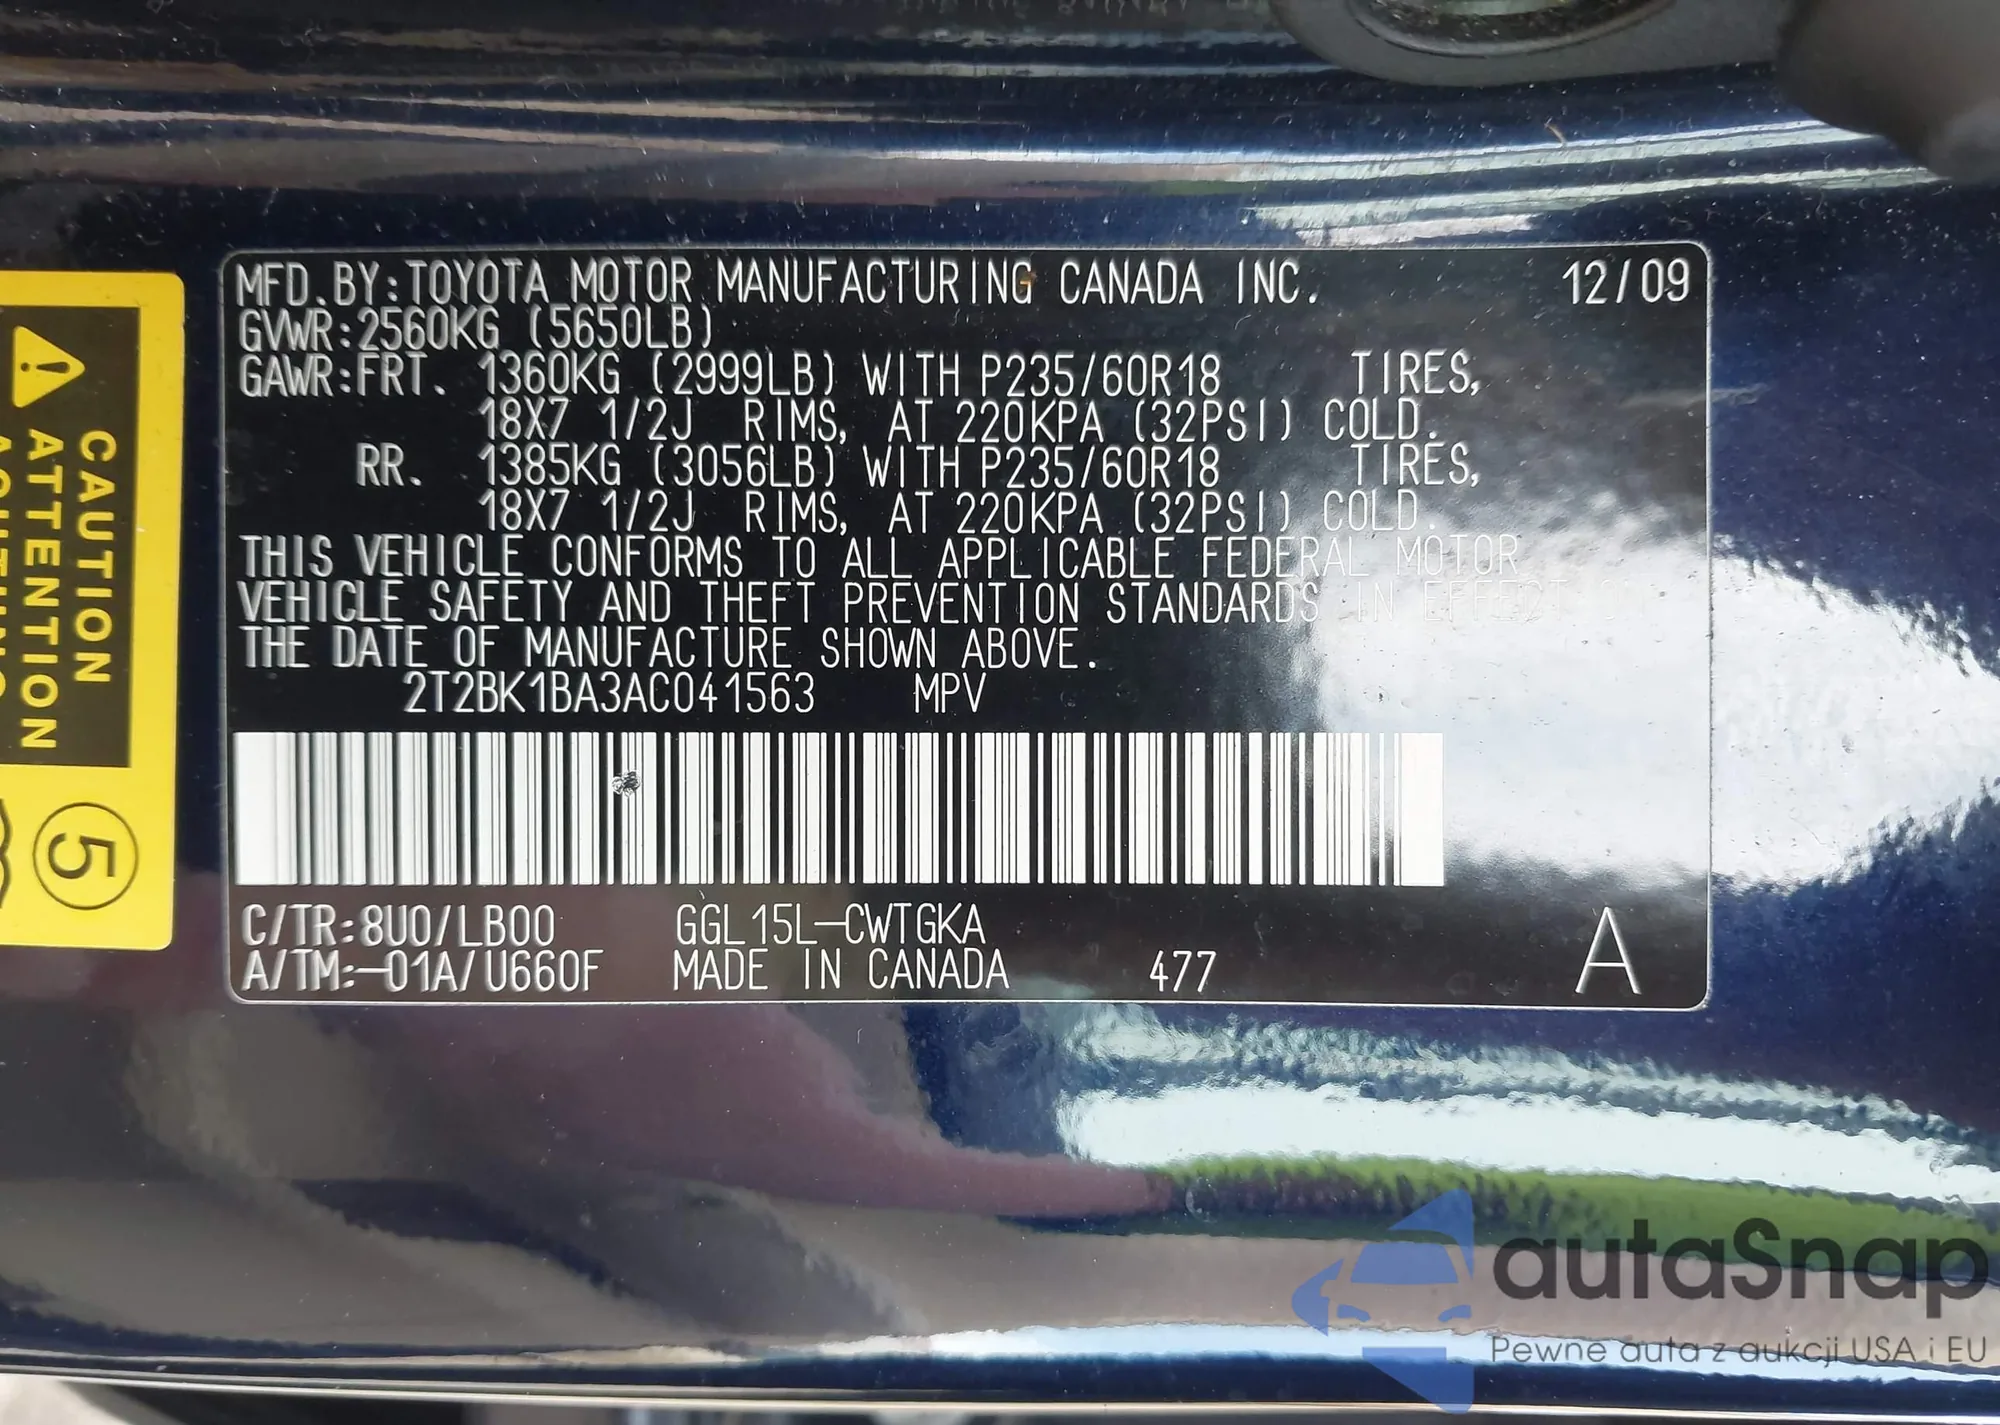 MFD.BY:TOYOTA MOTOR MANUFACTURING CANADA INC. 12/09
GVWR:2560KG (5650LB)
GAWR:FRT. 1360KG (2999LB) WITH P235/60R18 TIRES,
18X7 1/2J RIMS, AT 220KPA (32PSI) COLD.
RR. 1385KG (3056LB) WITH P235/60R18 TIRES,
18X7 1/2J RIMS, AT 220KPA (32PSI) COLD.
THIS VEHICLE CONFORMS TO ALL APPLICABLE FEDERAL MOTOR
VEHICLE SAFETY AND THEFT PREVENTION STANDARDS IN EFFECT ON
THE DATE OF MANUFACTURE SHOWN ABOVE.
2T2BK1BA3AC041563 MPV
C/TR:8U0/LB00 GGL15L-CWTGKA
A/TM:-01A/U660F MADE IN CANADA 477 A
CAUTION
ATTENTION
5
autaSnap
Pewne auta z aukcji USA i EU